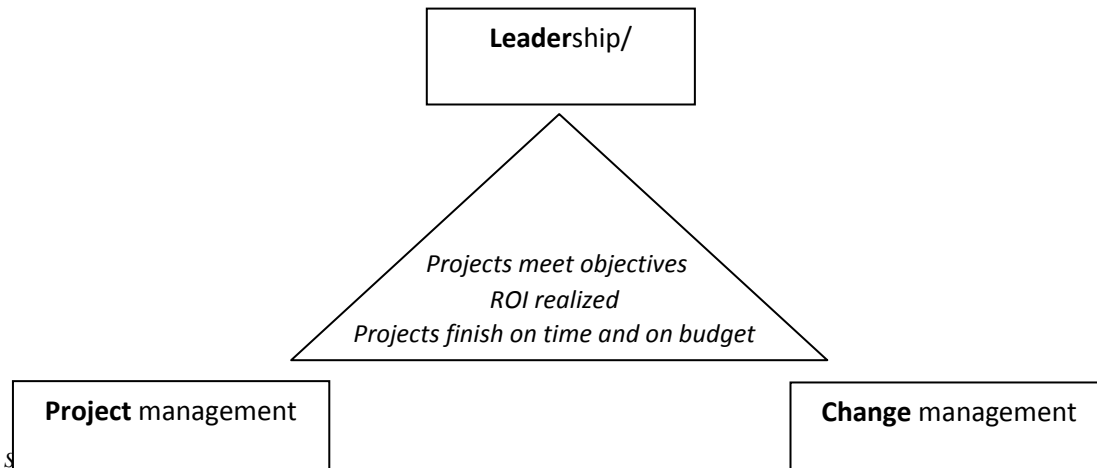 Leadership/
Projects meet objectives
ROI realized
Projects finish on time and on budget
Project management
Change management